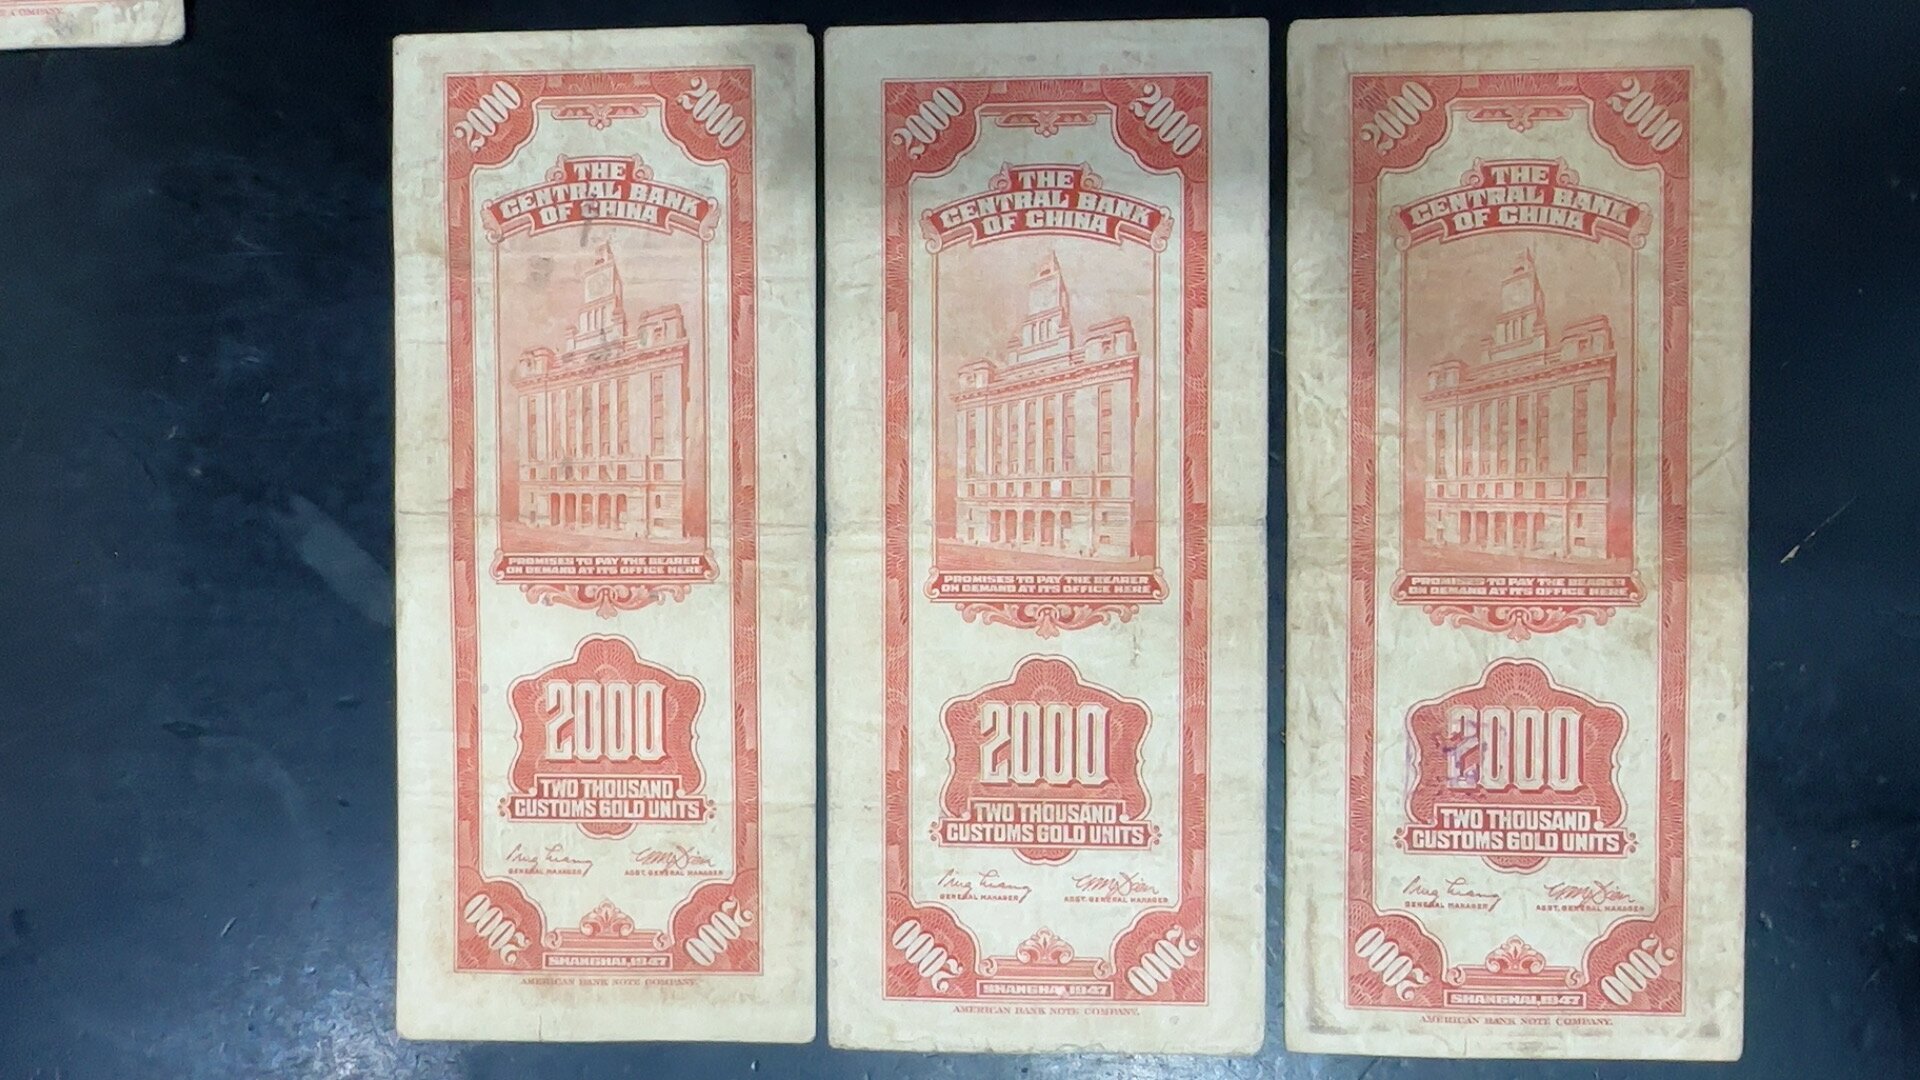 A COMPANY.
2000 2000
THE
CENTRAL BANK
OF CHINA
PROMISES TO PAY THE BEARER
ON DEMAND AT ITS OFFICE HERE
2000
TWO THOUSAND
CUSTOMS GOLD UNITS
GENERAL MANAGER ASST. GENERAL MANAGER
2000 2000
SHANGHAI, 1947
AMERICAN BANK NOTE COMPANY.
2000 2000
THE
CENTRAL BANK
OF CHINA
PROMISES TO PAY THE BEARER
ON DEMAND AT ITS OFFICE HERE
2000
TWO THOUSAND
CUSTOMS GOLD UNITS
GENERAL MANAGER ASST. GENERAL MANAGER
2000 2000
SHANGHAI, 1947
AMERICAN BANK NOTE COMPANY.
2000 2000
THE
CENTRAL BANK
OF CHINA
PROMISES TO PAY THE BEARER
ON DEMAND AT ITS OFFICE HERE
2000
TWO THOUSAND
CUSTOMS GOLD UNITS
GENERAL MANAGER ASST. GENERAL MANAGER
2000 2000
SHANGHAI, 1947
AMERICAN BANK NOTE COMPANY.